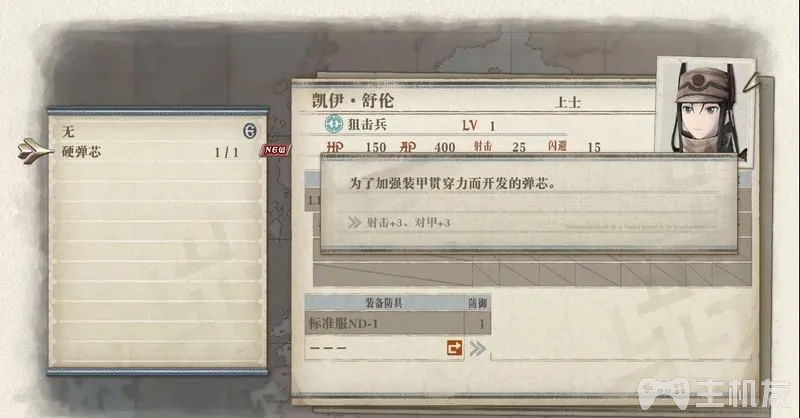 凯伊·舒伦 上士
狙击兵 LV 1
HP 150 AP 400 射击 25 闪避 15
无
硬弹芯 1/1 NEW
为了加强装甲贯穿力而开发的弹芯。
射击+3、对甲+3
装备防具 防御
标准服ND-1 1
---
主机友